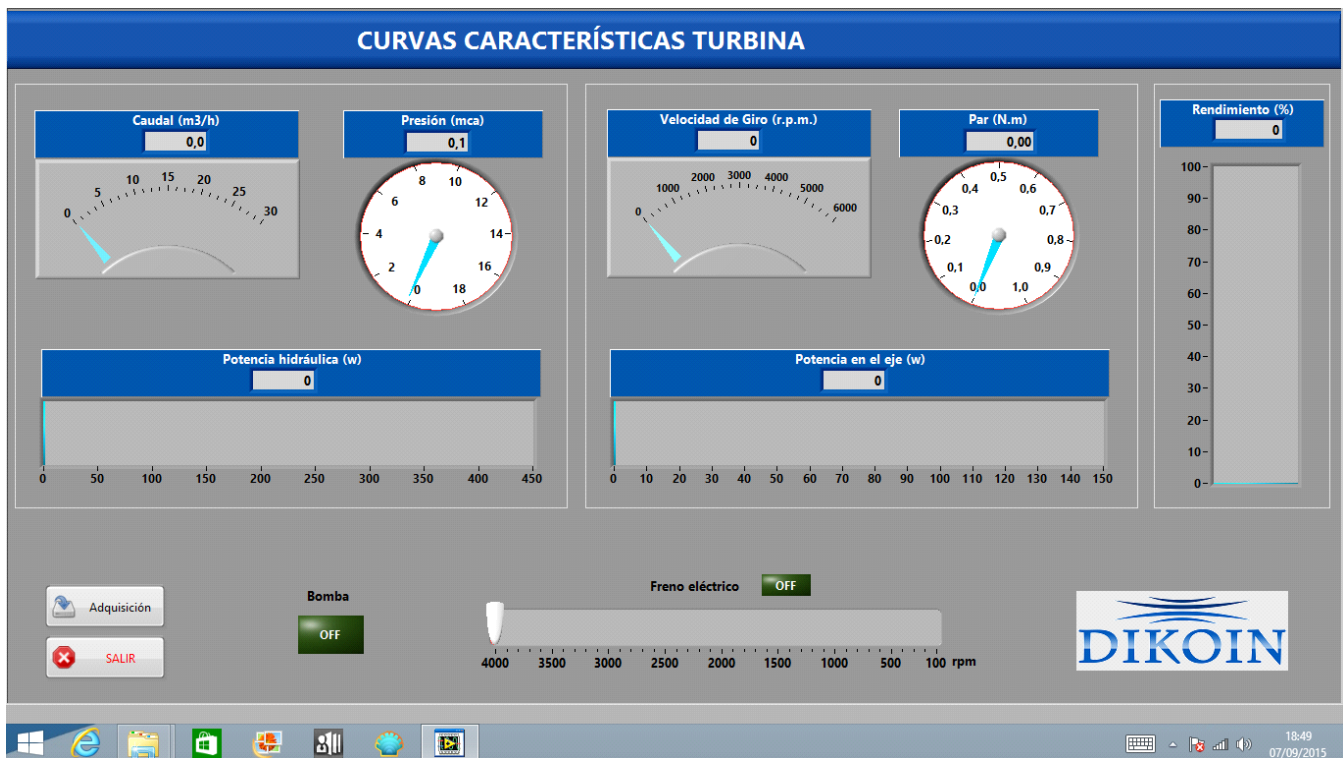 CURVAS CARACTERÍSTICAS TURBINA
Caudal (m3/h)
0,0
0 5 10 15 20 25 30
Presión (mca)
0,1
0 2 4 6 8 10 12 14 16 18
Velocidad de Giro (r.p.m.)
0
0 1000 2000 3000 4000 5000 6000
Par (N.m)
0,00
0,0 0,1 0,2 0,3 0,4 0,5 0,6 0,7 0,8 0,9 1,0
Rendimiento (%)
0
100
90
80
70
60
50
40
30
20
10
0
Potencia hidráulica (w)
0
0 50 100 150 200 250 300 350 400 450
Potencia en el eje (w)
0
0 10 20 30 40 50 60 70 80 90 100 110 120 130 140 150
Adquisición
SALIR
Bomba
OFF
Freno eléctrico OFF
4000 3500 3000 2500 2000 1500 1000 500 100 rpm
DIKOIN
18:49
07/09/2015